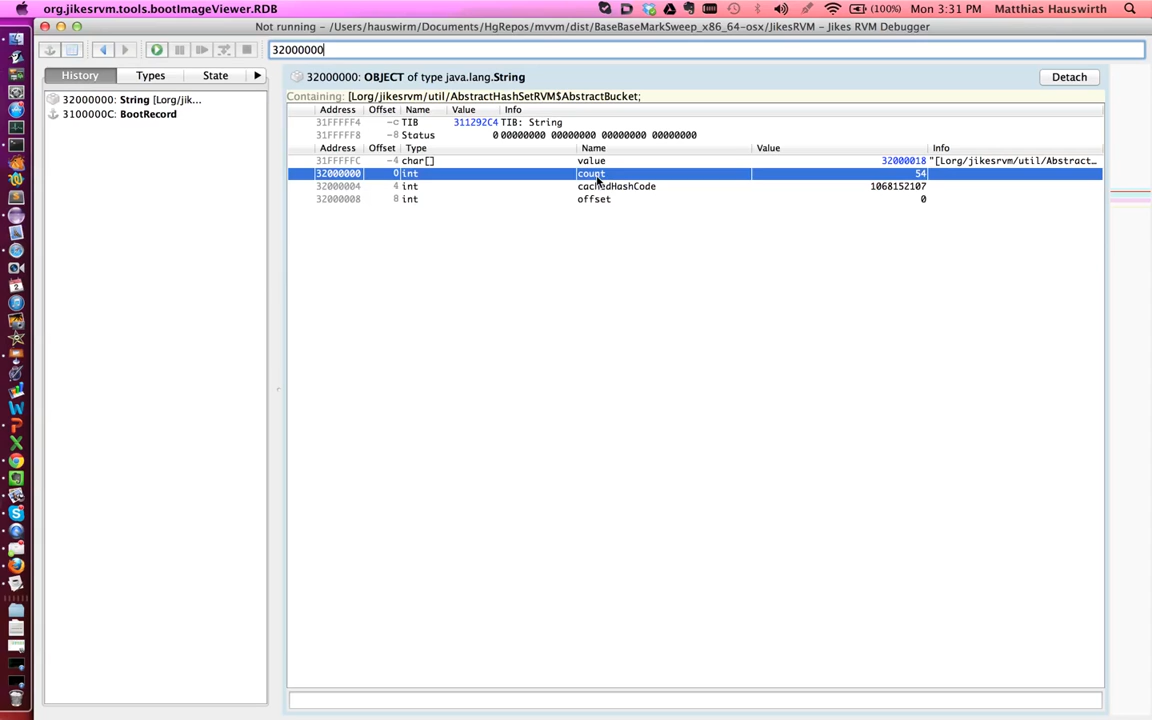 org.jikesrvm.tools.bootImageViewer.RDB (100%) Mon 3:31 PM Matthias Hauswirth
Not running – /Users/hauswirm/Documents/HgRepos/mvvm/dist/BaseBaseMarkSweep_x86_64-osx/JikesRVM – Jikes RVM Debugger
32000000
History Types State
32000000: String [Lorg/jik...
3100000C: BootRecord
32000000: OBJECT of type java.lang.String Detach
Containing: [Lorg/jikesrvm/util/AbstractHashSetRVM$AbstractBucket;
Address Offset Name Value Info
31FFFFF4 -c TIB 311292C4 TIB: String
31FFFFF8 -8 Status 0 00000000 00000000 00000000 00000000
Address Offset Type Name Value Info
31FFFFFC -4 char[] value 32000018 "[Lorg/jikesrvm/util/Abstract...
32000000 0 int count 54
32000004 4 int cachedHashCode 1068152107
32000008 8 int offset 0